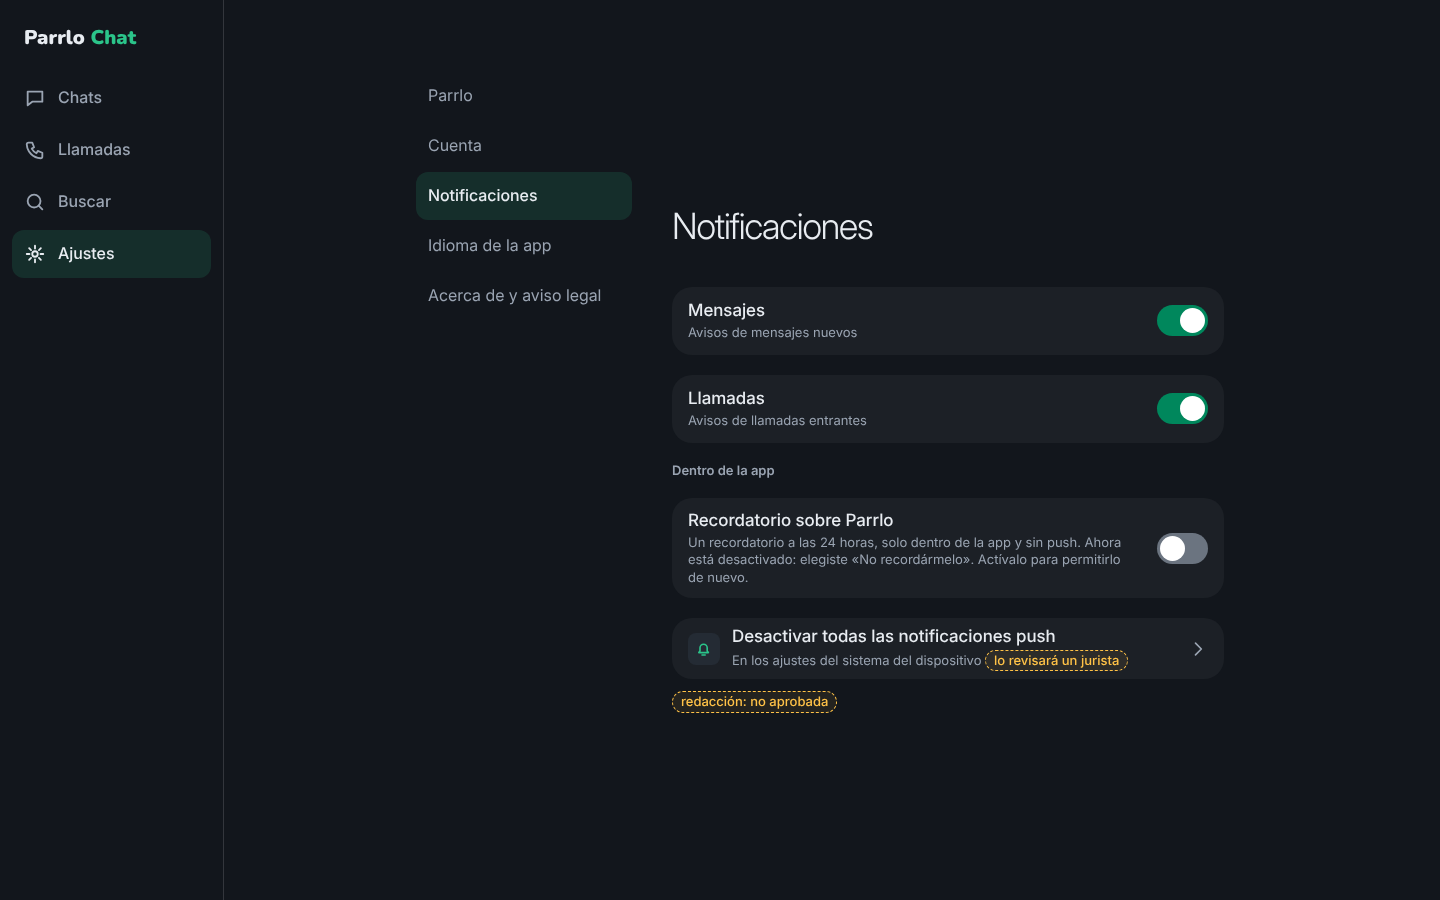 Parrlo Chat
Chats
Llamadas
Buscar
Ajustes
Parrlo
Cuenta
Notificaciones
Idioma de la app
Acerca de y aviso legal
Notificaciones
Mensajes
Avisos de mensajes nuevos
Llamadas
Avisos de llamadas entrantes
Dentro de la app
Recordatorio sobre Parrlo
Un recordatorio a las 24 horas, solo dentro de la app y sin push. Ahora
está desactivado: elegiste «No recordármelo». Actívalo para permitirlo
de nuevo.
Desactivar todas las notificaciones push
En los ajustes del sistema del dispositivo lo revisará un jurista
redacción: no aprobada